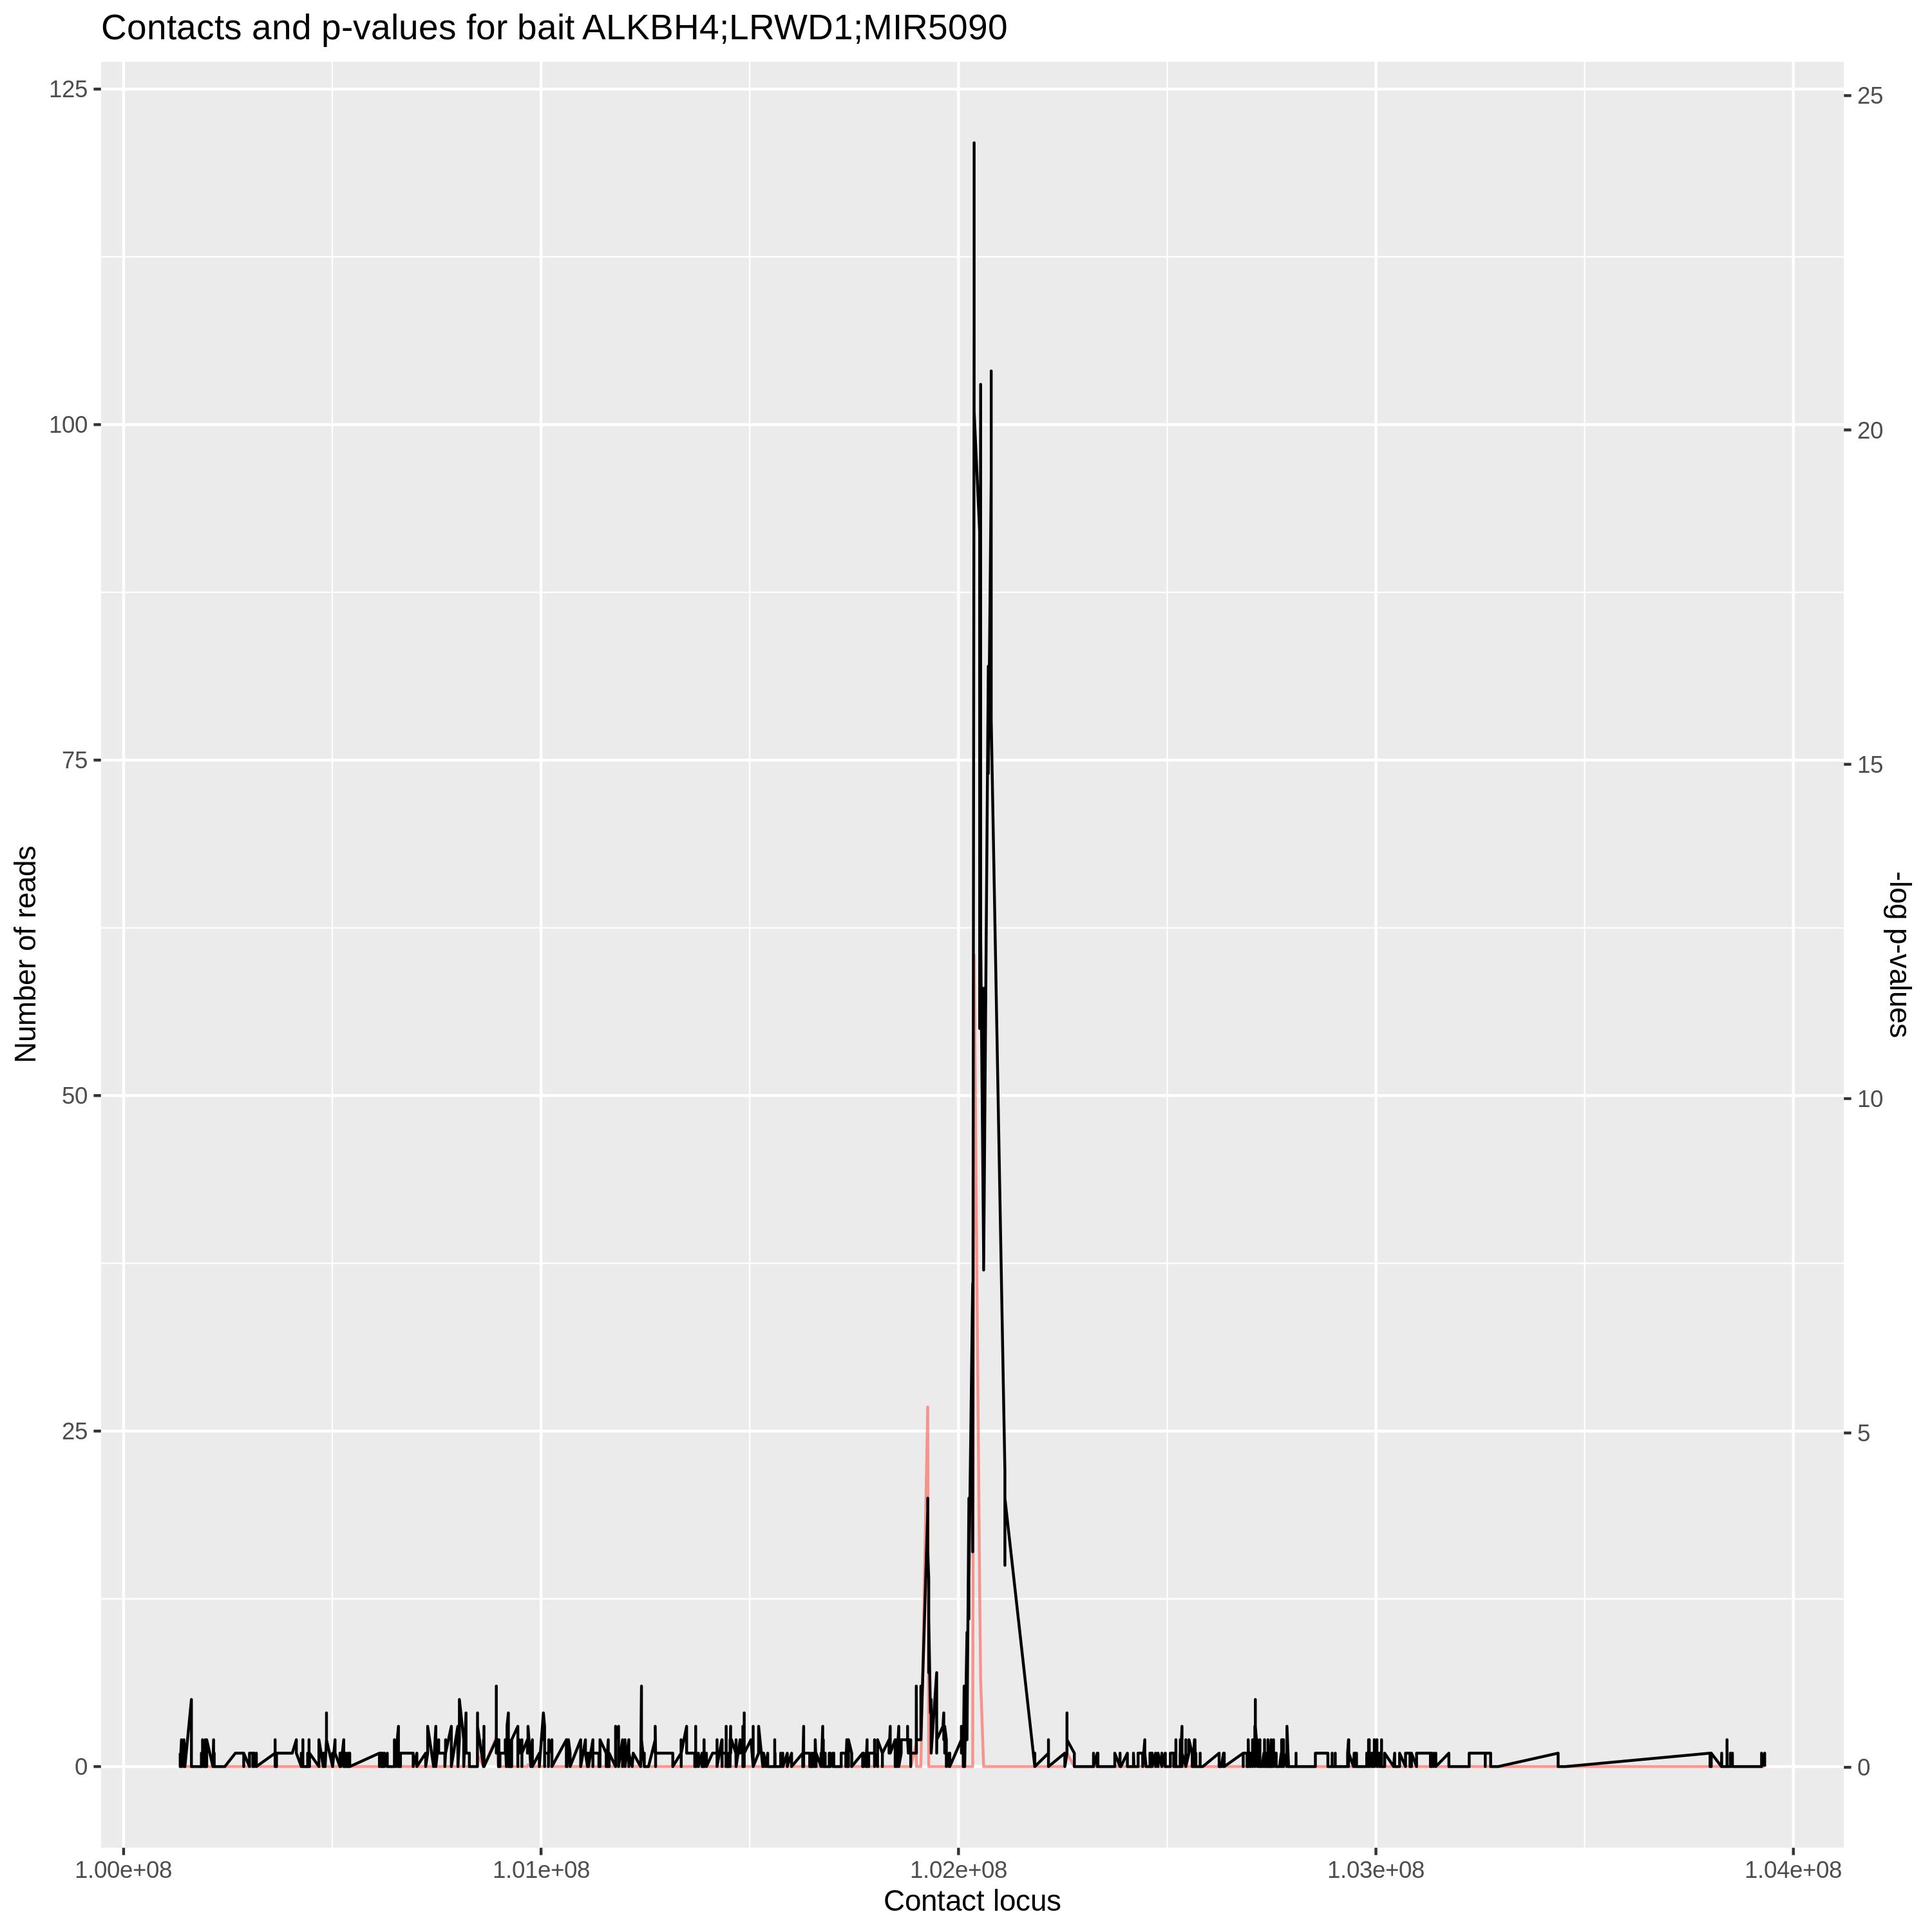 Contacts and p-values for bait ALKBH4;LRWD1;MIR5090
125
100
75
50
25
0
Number of reads
25
20
15
10
5
0
-log p-values
1.00e+08 1.01e+08 1.02e+08 1.03e+08 1.04e+08
Contact locus